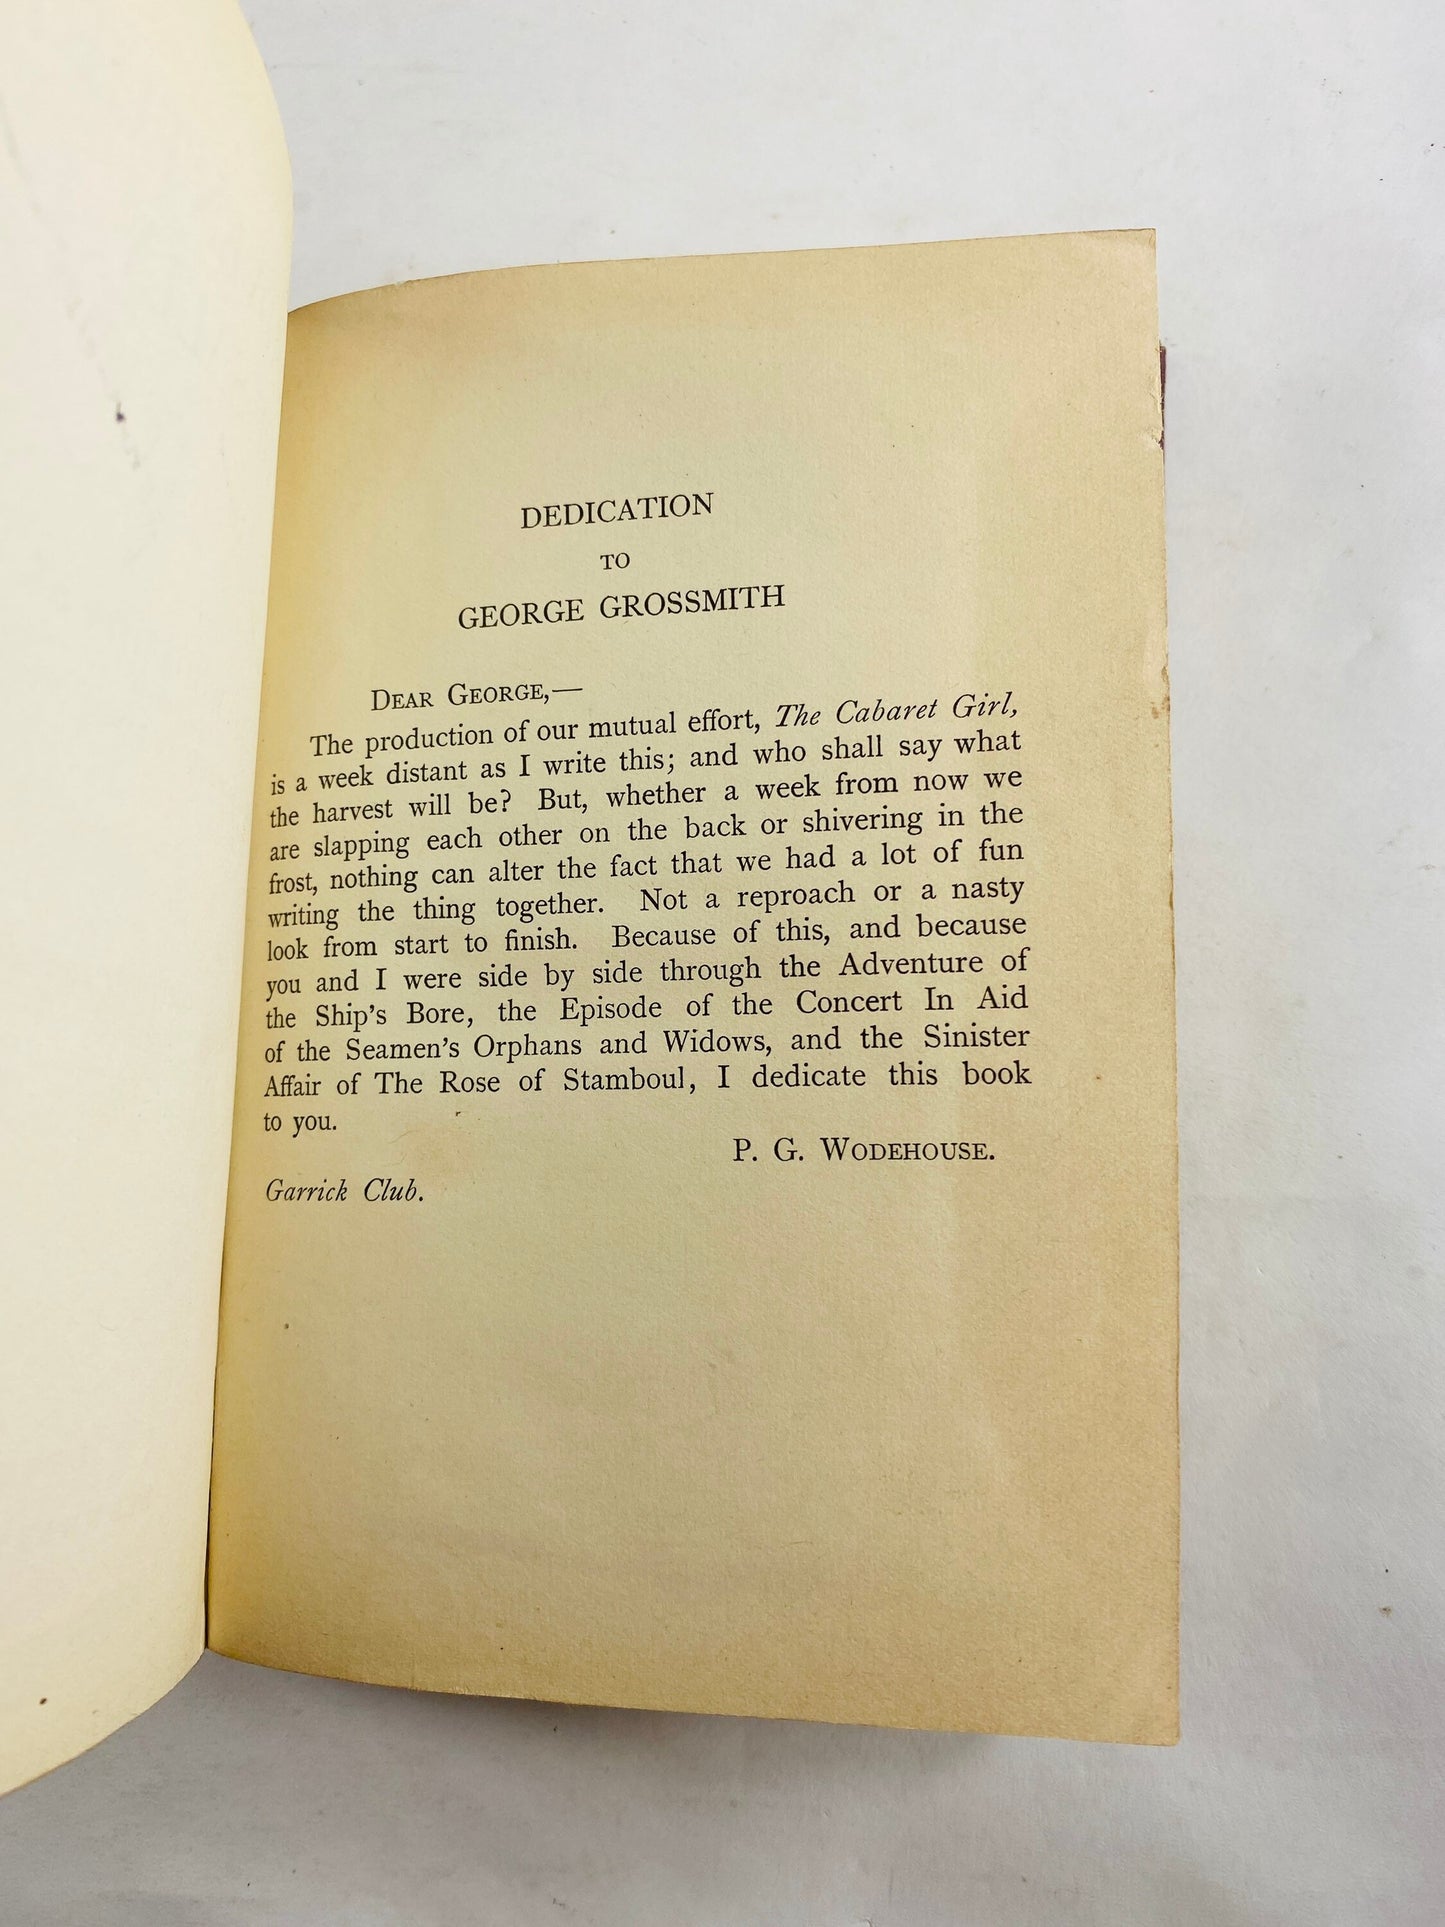 DEDICATION
TO
GEORGE GROSSMITH
DEAR GEORGE,—
The production of our mutual effort, The Cabaret Girl,
is a week distant as I write this; and who shall say what
the harvest will be? But, whether a week from now we
are slapping each other on the back or shivering in the
frost, nothing can alter the fact that we had a lot of fun
writing the thing together. Not a reproach or a nasty
look from start to finish. Because of this, and because
you and I were side by side through the Adventure of
the Ship's Bore, the Episode of the Concert In Aid
of the Seamen's Orphans and Widows, and the Sinister
Affair of The Rose of Stamboul, I dedicate this book
to you.
P. G. WODEHOUSE.
Garrick Club.